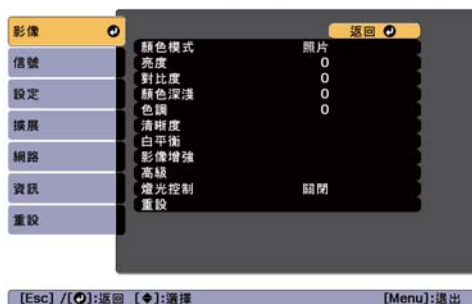 影像
信號
設定
擴展
網路
資訊
重設
返回
顏色模式 照片
亮度 0
對比度 0
顏色深淺 0
色調 0
清晰度
白平衡
影像增強
高級
燈光控制 關閉
重設
[Esc] /[]:返回 []:選擇 [Menu]:退出